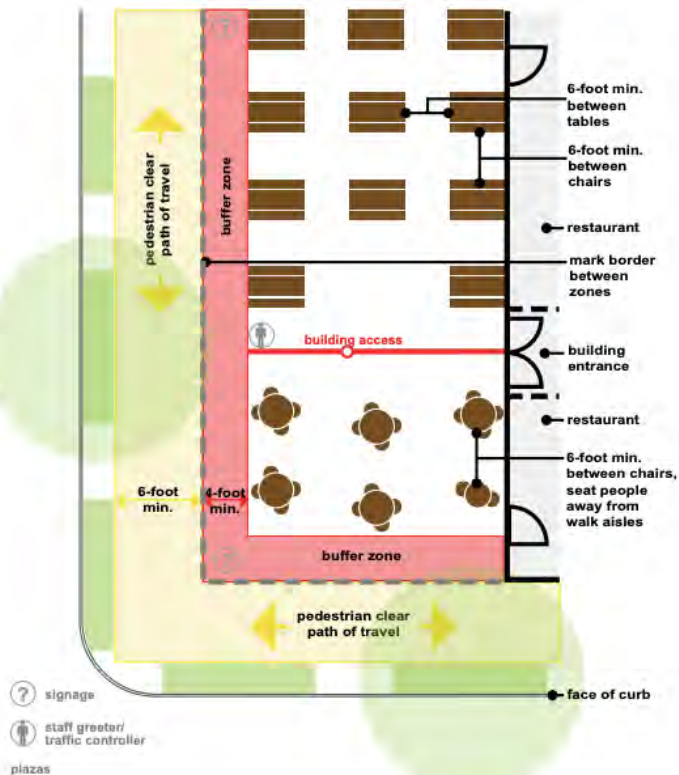 ?
6-foot min.
between
tables
6-foot min.
between
chairs
pedestrian clear
path of travel
buffer zone
restaurant
mark border
between
zones
building access
building
entrance
restaurant
6-foot min.
between chairs,
seat people
away from
walk aisles
6-foot
min.
4-foot
min.
buffer zone
?
pedestrian clear
path of travel
? signage
face of curb
staff greeter/
traffic controller
plazas